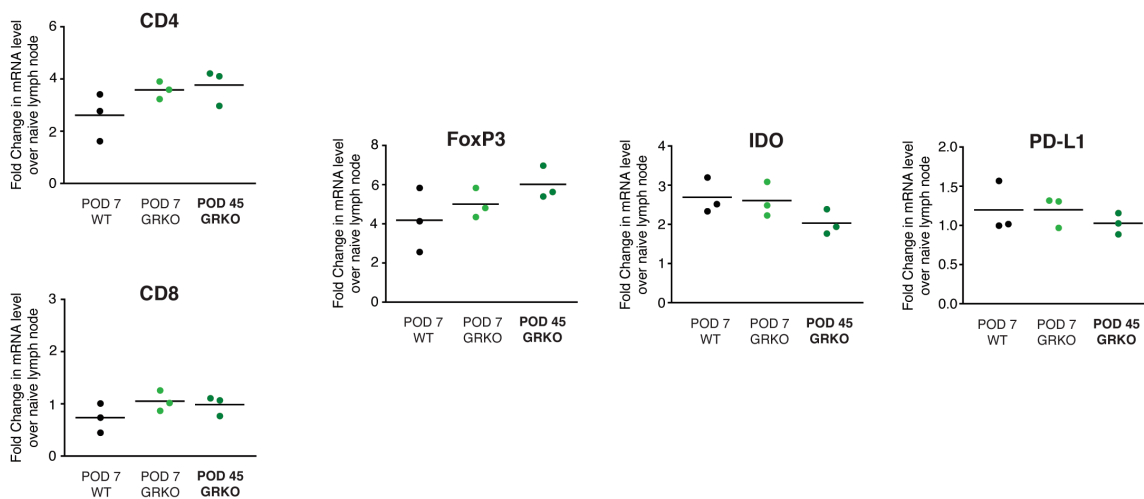 CD4
Fold Change in mRNA level
over naive lymph node
6
4
2
0
POD 7
WT
POD 7
GRKO
POD 45
GRKO
CD8
Fold Change in mRNA level
over naive lymph node
3
2
1
0
POD 7
WT
POD 7
GRKO
POD 45
GRKO
FoxP3
Fold Change in mRNA level
over naive lymph node
8
6
4
2
0
POD 7
WT
POD 7
GRKO
POD 45
GRKO
IDO
Fold Change in mRNA level
over naive lymph node
4
3
2
1
0
POD 7
WT
POD 7
GRKO
POD 45
GRKO
PD-L1
Fold Change in mRNA level
over naive lymph node
2.0
1.5
1.0
0.5
0.0
POD 7
WT
POD 7
GRKO
POD 45
GRKO